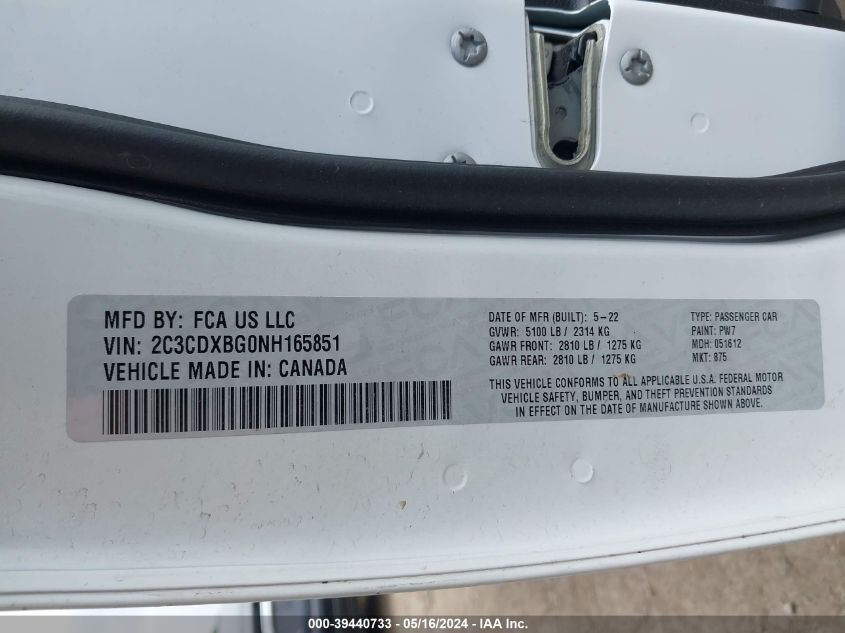 MFD BY: FCA US LLC
VIN: 2C3CDXBG0NH165851
VEHICLE MADE IN: CANADA
DATE OF MFR (BUILT): 5-22
GVWR: 5100 LB / 2314 KG
GAWR FRONT: 2810 LB / 1275 KG
GAWR REAR: 2810 LB / 1275 KG
TYPE: PASSENGER CAR
PAINT: PW7
MDH: 051612
MKT: 875
THIS VEHICLE CONFORMS TO ALL APPLICABLE U.S.A. FEDERAL MOTOR
VEHICLE SAFETY, BUMPER, AND THEFT PREVENTION STANDARDS
IN EFFECT ON THE DATE OF MANUFACTURE SHOWN ABOVE.
000-39440733 - 05/16/2024 - IAA Inc.